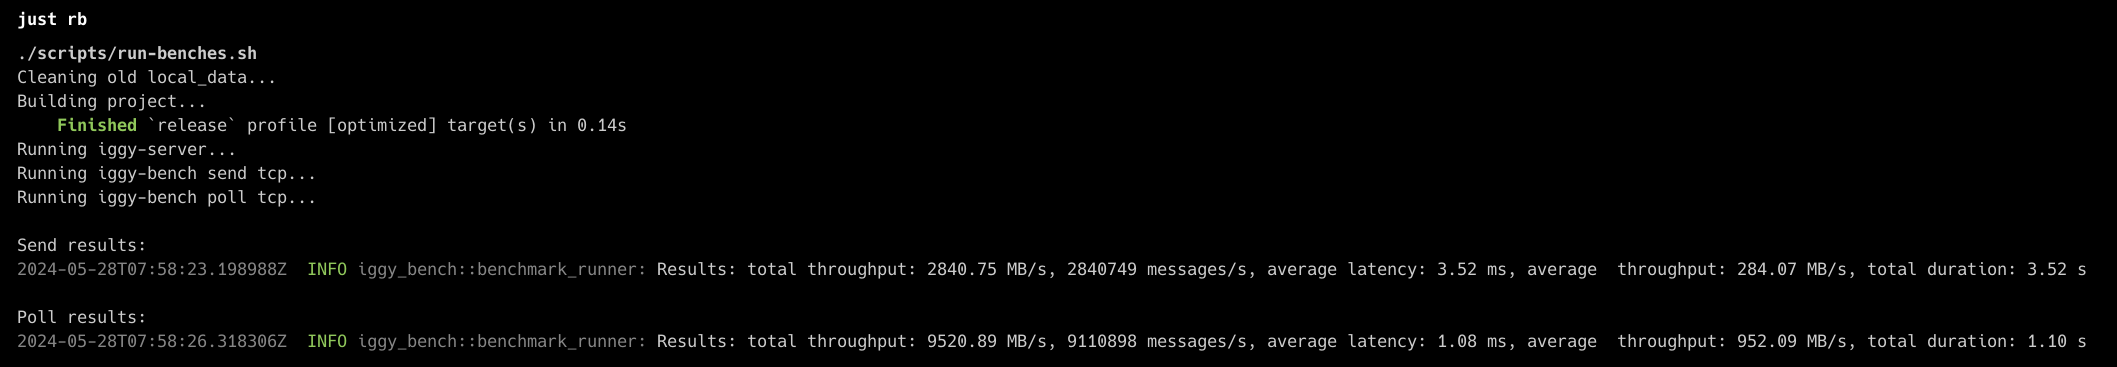 just rb
./scripts/run-benches.sh
Cleaning old local_data...
Building project...
    Finished `release` profile [optimized] target(s) in 0.14s
Running iggy-server...
Running iggy-bench send tcp...
Running iggy-bench poll tcp...
Send results:
2024-05-28T07:58:23.198988Z  INFO iggy_bench::benchmark_runner: Results: total throughput: 2840.75 MB/s, 2840749 messages/s, average latency: 3.52 ms, average  throughput: 284.07 MB/s, total duration: 3.52 s
Poll results:
2024-05-28T07:58:26.318306Z  INFO iggy_bench::benchmark_runner: Results: total throughput: 9520.89 MB/s, 9110898 messages/s, average latency: 1.08 ms, average  throughput: 952.09 MB/s, total duration: 1.10 s